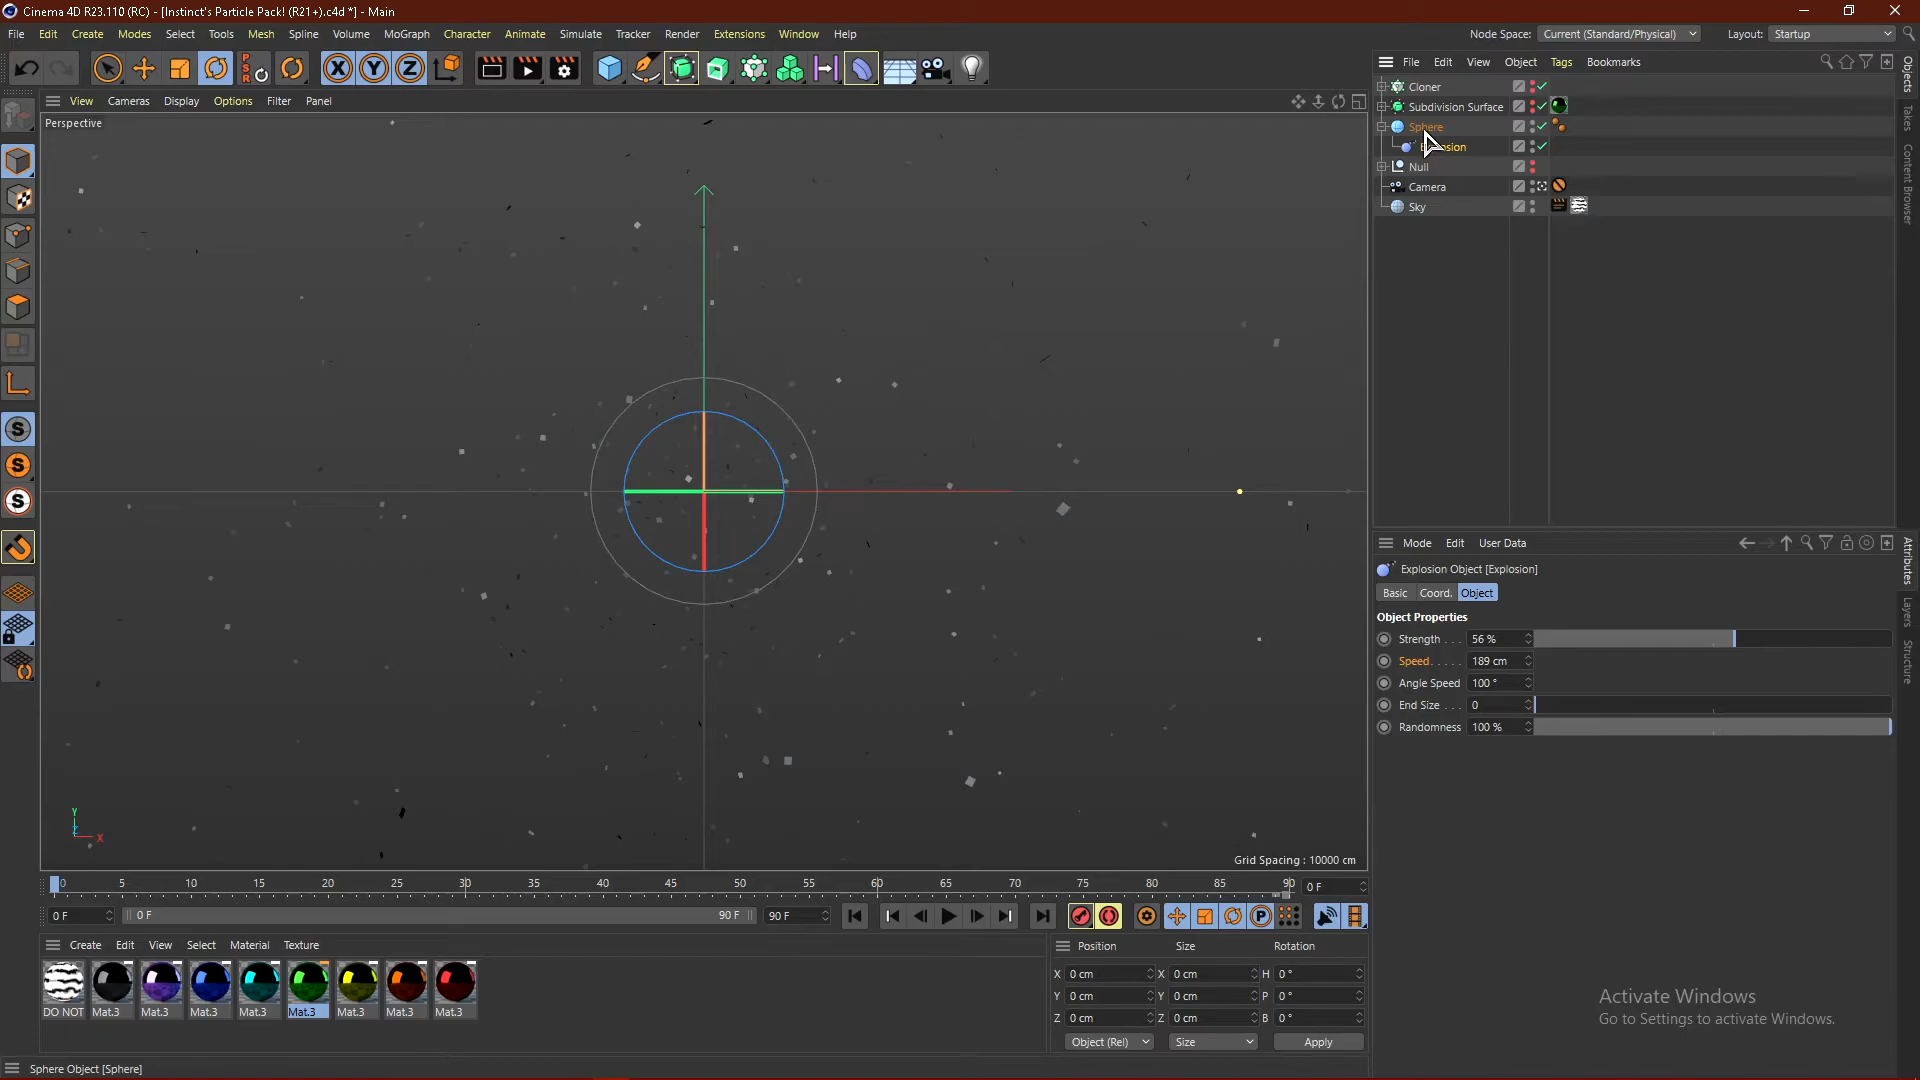 Cinema 4D R23.110 (RC) - [Instinct's Particle Pack! (R21+).c4d *] - Main
File Edit Create Modes Select Tools Mesh Spline Volume MoGraph Character Animate Simulate Tracker Render Extensions Window Help
Node Space: Current (Standard/Physical) Layout: Startup
File Edit View Object Tags Bookmarks
View Cameras Display Options Filter Panel
Perspective
Cloner
Subdivision Surface
Sphere
Null
Camera
Sky
Objects
Takes
Content Browser
Mode Edit User Data
Explosion Object [Explosion]
Basic Coord. Object
Object Properties
Strength . . . 56 %
Speed. . . . . 189 cm
Angle Speed 100 °
End Size . . . 0
Randomness 100 %
Attributes
Layers
Structure
Y
Z X
Grid Spacing : 10000 cm
0 5 10 15 20 25 30 35 40 45 50 55 60 65 70 75 80 85 90 0 F
0 F 0 F 90 F 90 F
Create Edit View Select Material Texture
DO NOT Mat.3 Mat.3 Mat.3 Mat.3 Mat.3 Mat.3 Mat.3 Mat.3
Position Size Rotation
X 0 cm X 0 cm H 0 °
Y 0 cm Y 0 cm P 0 °
Z 0 cm Z 0 cm B 0 °
Object (Rel) Size Apply
Activate Windows
Go to Settings to activate Windows.
Sphere Object [Sphere]